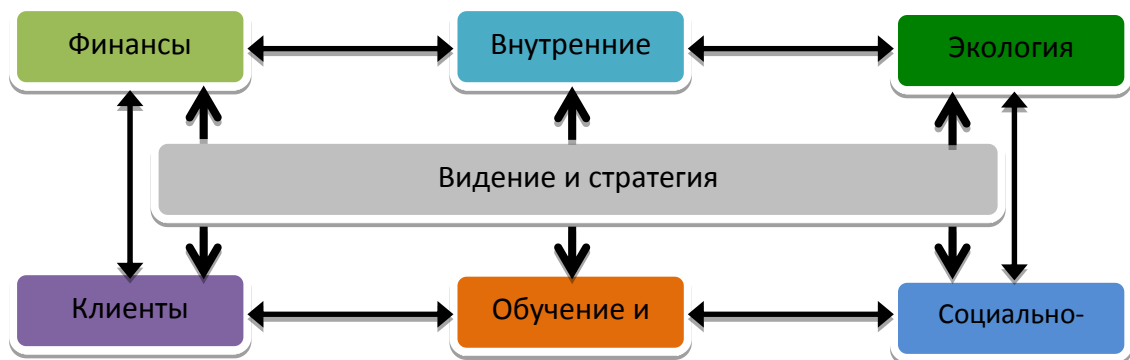 Финансы
Внутренние
Экология
Видение и стратегия
Клиенты
Обучение и
Социально-